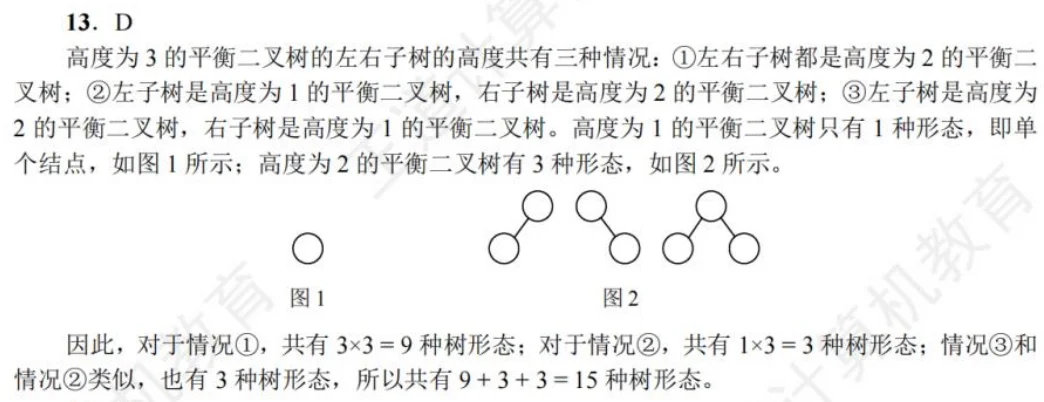 13．D
高度为 3 的平衡二叉树的左右子树的高度共有三种情况：①左右子树都是高度为 2 的平衡二
叉树；②左子树是高度为 1 的平衡二叉树，右子树是高度为 2 的平衡二叉树；③左子树是高度为
2 的平衡二叉树，右子树是高度为 1 的平衡二叉树。高度为 1 的平衡二叉树只有 1 种形态，即单
个结点，如图 1 所示；高度为 2 的平衡二叉树有 3 种形态，如图 2 所示。
图 1
图 2
因此，对于情况①，共有 3×3 = 9 种树形态；对于情况②，共有 1×3 = 3 种树形态；情况③和
情况②类似，也有 3 种树形态，所以共有 9 + 3 + 3 = 15 种树形态。
计算机教育
机教育